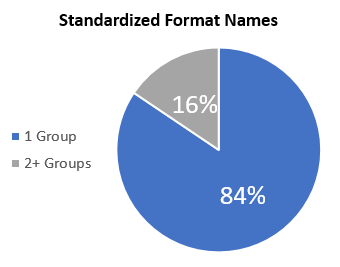 Standardized Format Names
1 Group
2+ Groups
16%
84%